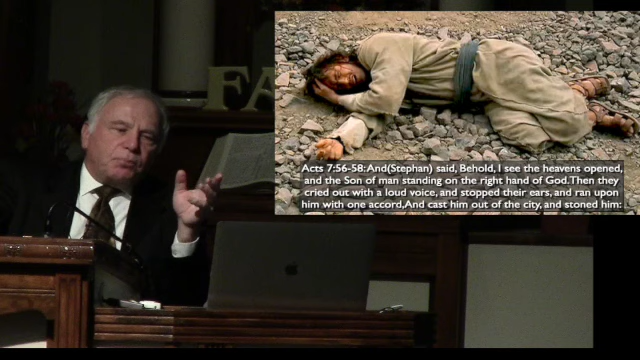 FA
Acts 7:56-58:And(Stephan) said, Behold, I see the heavens opened,
and the Son of man standing on the right hand of God.Then they
cried out with a loud voice, and stopped their ears, and ran upon
him with one accord,And cast him out of the city, and stoned him: